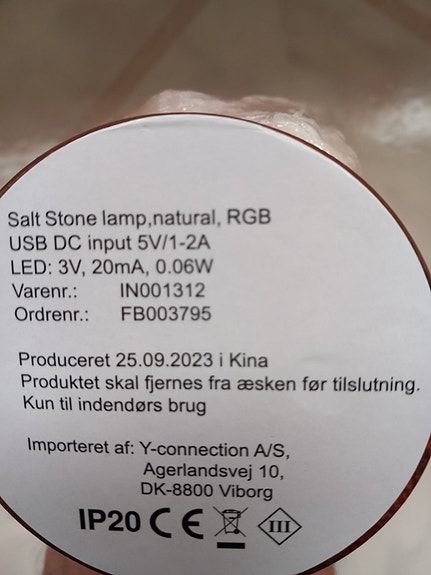 Salt Stone lamp,natural, RGB
USB DC input 5V/1-2A
LED: 3V, 20mA, 0.06W
Varenr.: IN001312
Ordrenr.: FB003795
Produceret 25.09.2023 i Kina
Produktet skal fjernes fra æsken før tilslutning.
Kun til indendørs brug
Importeret af: Y-connection A/S,
Agerlandsvej 10,
DK-8800 Viborg
IP20 CE III